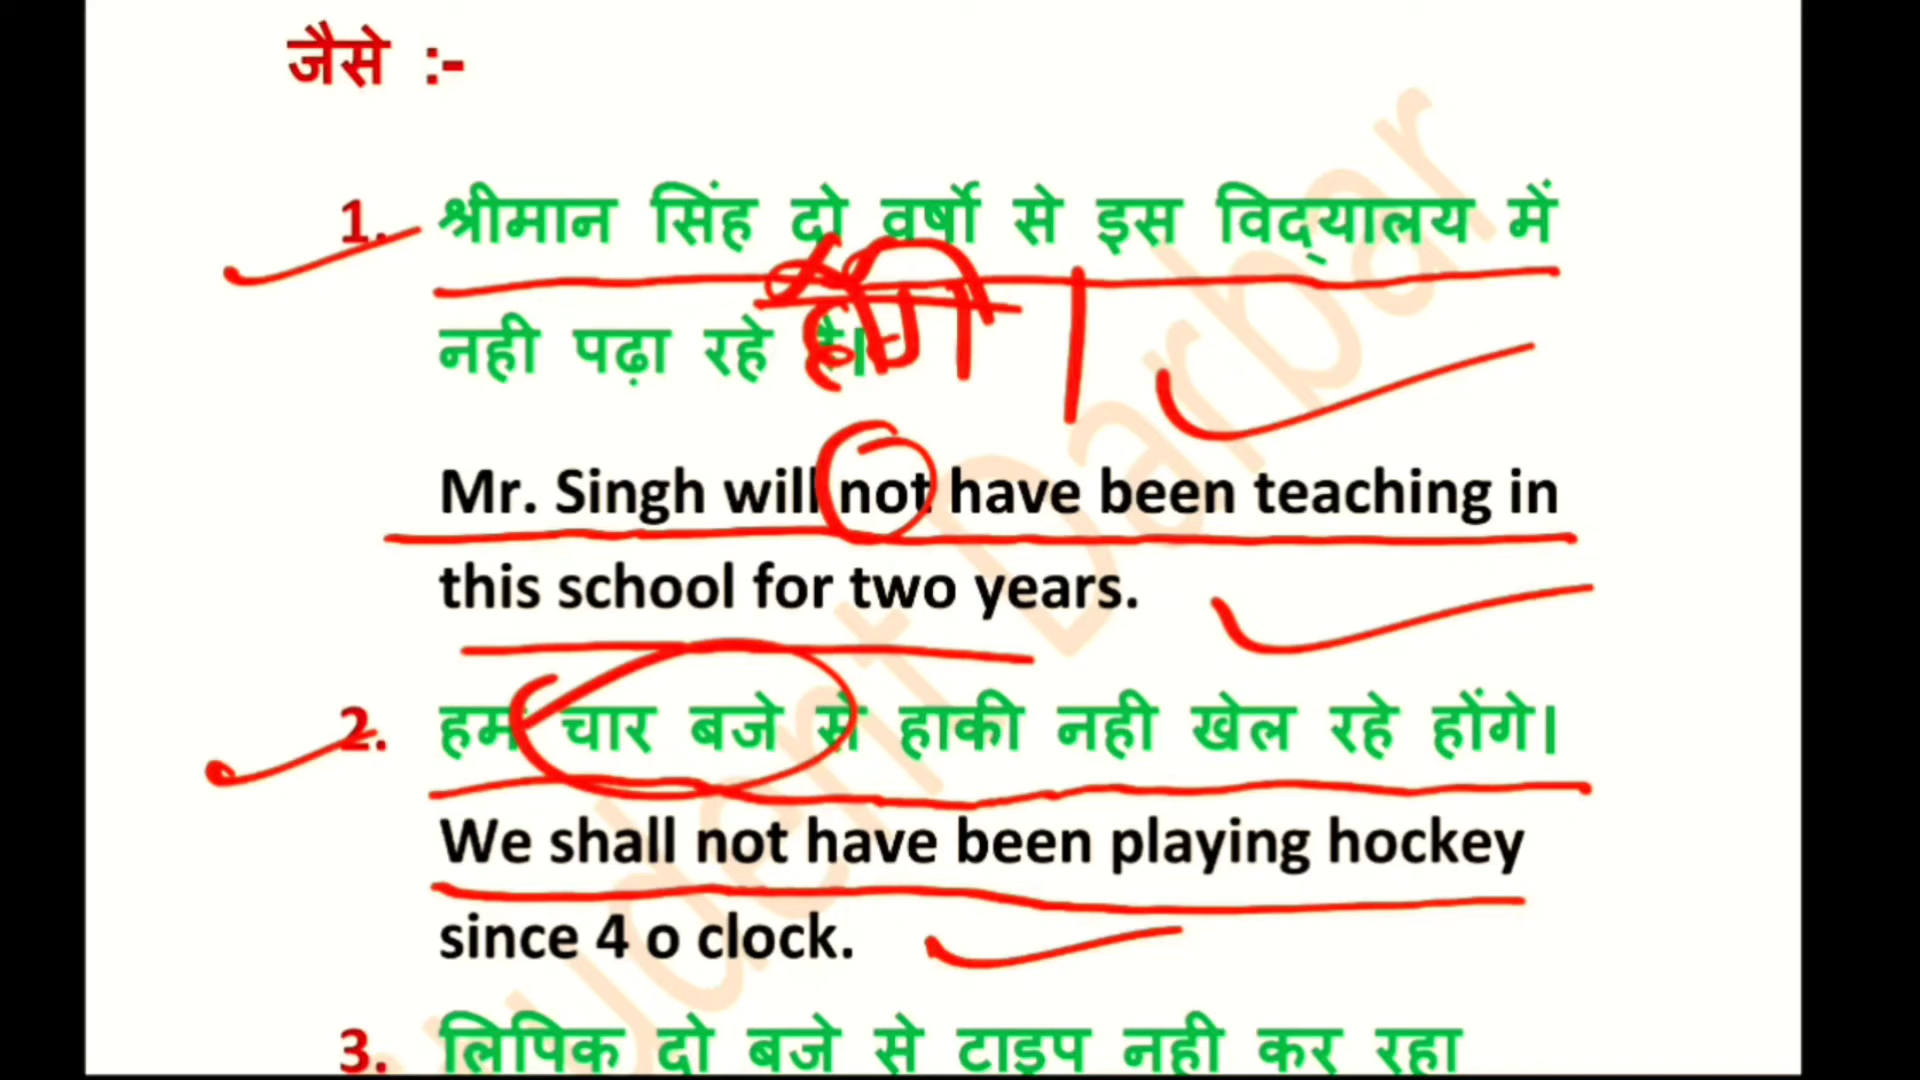 जैसे :-
1. श्रीमान सिंह दो वर्षो से इस विद्यालय में
नही पढ़ा रहे है।
Mr. Singh will not have been teaching in
this school for two years.
2. हम चार बजे से हाकी नही खेल रहे होंगे।
We shall not have been playing hockey
since 4 o clock.
3. लिपिक दो बजे से टाइप नही कर रहा